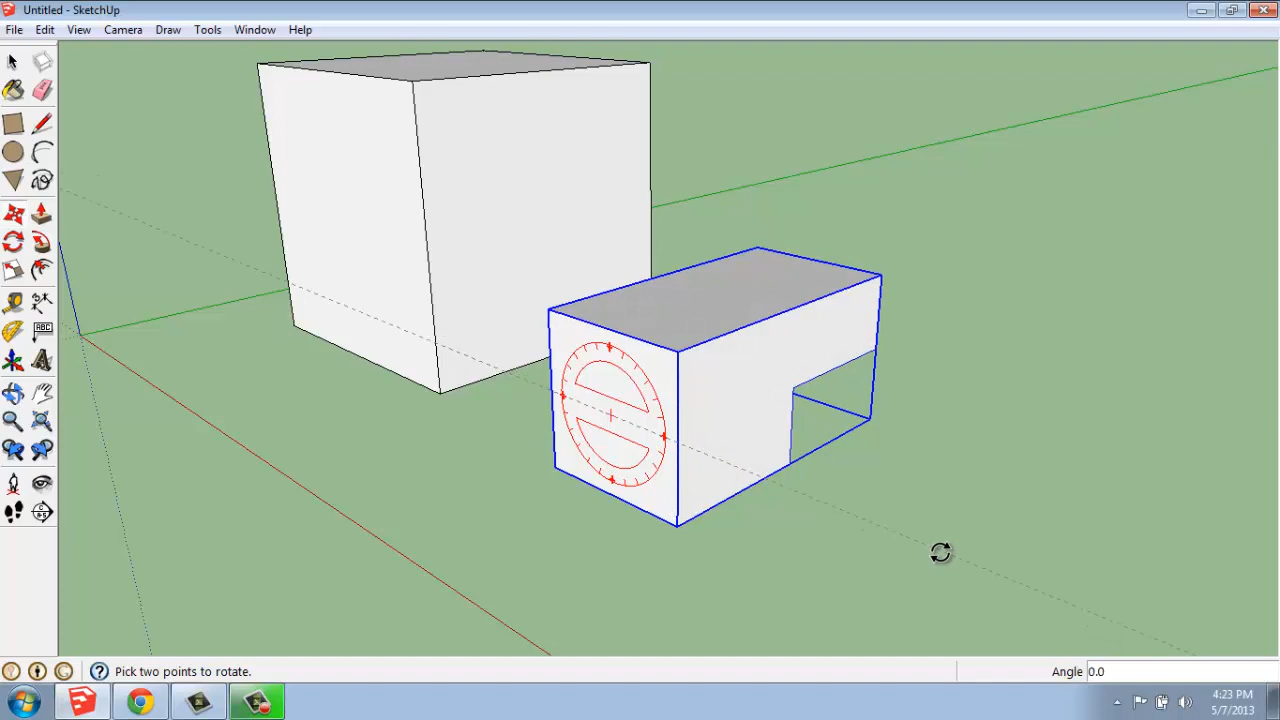 Untitled - SketchUp
File Edit View Camera Draw Tools Window Help
ABC
A
Pick two points to rotate.
Angle 0.0
4:23 PM
5/7/2013